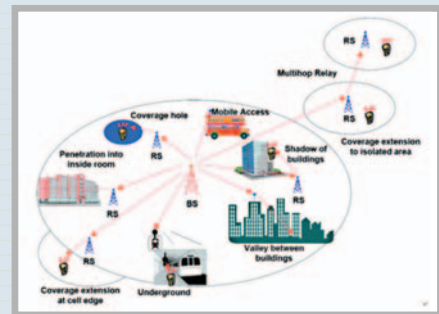 RS
Multihop Relay
RS
Coverage extension
to isolated area
Coverage hole
Mobile Access
RS
Shadow of
buildings
Penetration into
inside room
RS
BS
RS
Valley between
buildings
RS
Coverage extension
at cell edge
Underground